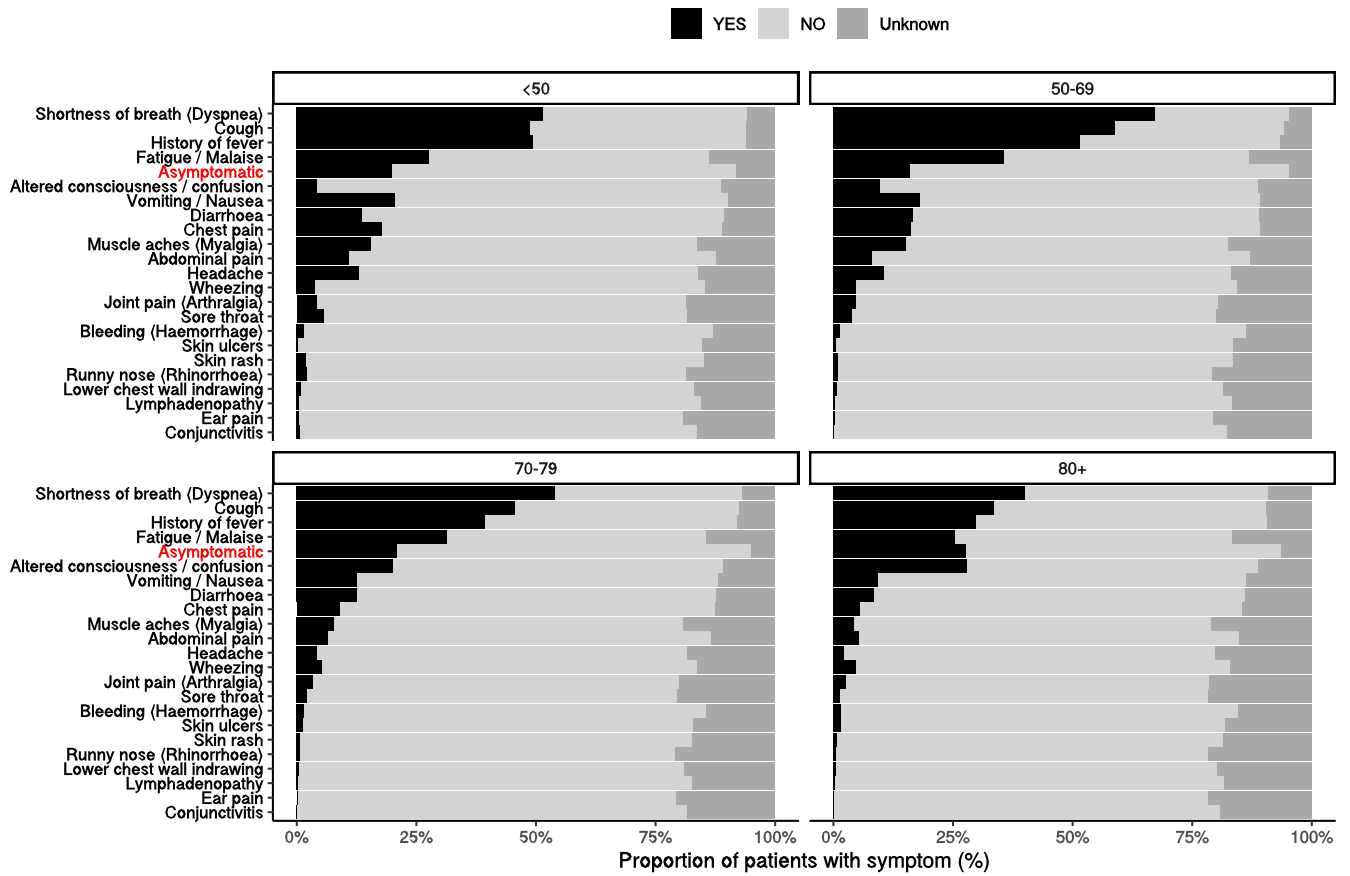 YES NO Unknown
<50 50-69
Shortness of breath (Dyspnea)
Cough
History of fever
Fatigue / Malaise
Asymptomatic
Altered consciousness / confusion
Vomiting / Nausea
Diarrhoea
Chest pain
Muscle aches (Myalgia)
Abdominal pain
Headache
Wheezing
Joint pain (Arthralgia)
Sore throat
Bleeding (Haemorrhage)
Skin ulcers
Skin rash
Runny nose (Rhinorrhoea)
Lower chest wall indrawing
Lymphadenopathy
Ear pain
Conjunctivitis
70-79 80+
Shortness of breath (Dyspnea)
Cough
History of fever
Fatigue / Malaise
Asymptomatic
Altered consciousness / confusion
Vomiting / Nausea
Diarrhoea
Chest pain
Muscle aches (Myalgia)
Abdominal pain
Headache
Wheezing
Joint pain (Arthralgia)
Sore throat
Bleeding (Haemorrhage)
Skin ulcers
Skin rash
Runny nose (Rhinorrhoea)
Lower chest wall indrawing
Lymphadenopathy
Ear pain
Conjunctivitis
0% 25% 50% 75% 100% 0% 25% 50% 75% 100%
Proportion of patients with symptom (%)